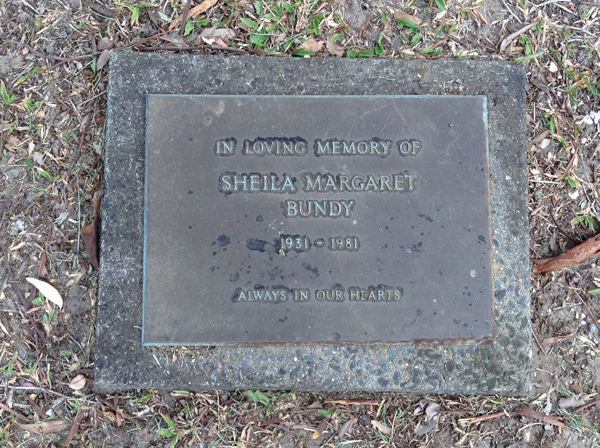 IN LOVING MEMORY OF
SHEILA MARGARET
BUNDY
1931 - 1981
ALWAYS IN OUR HEARTS